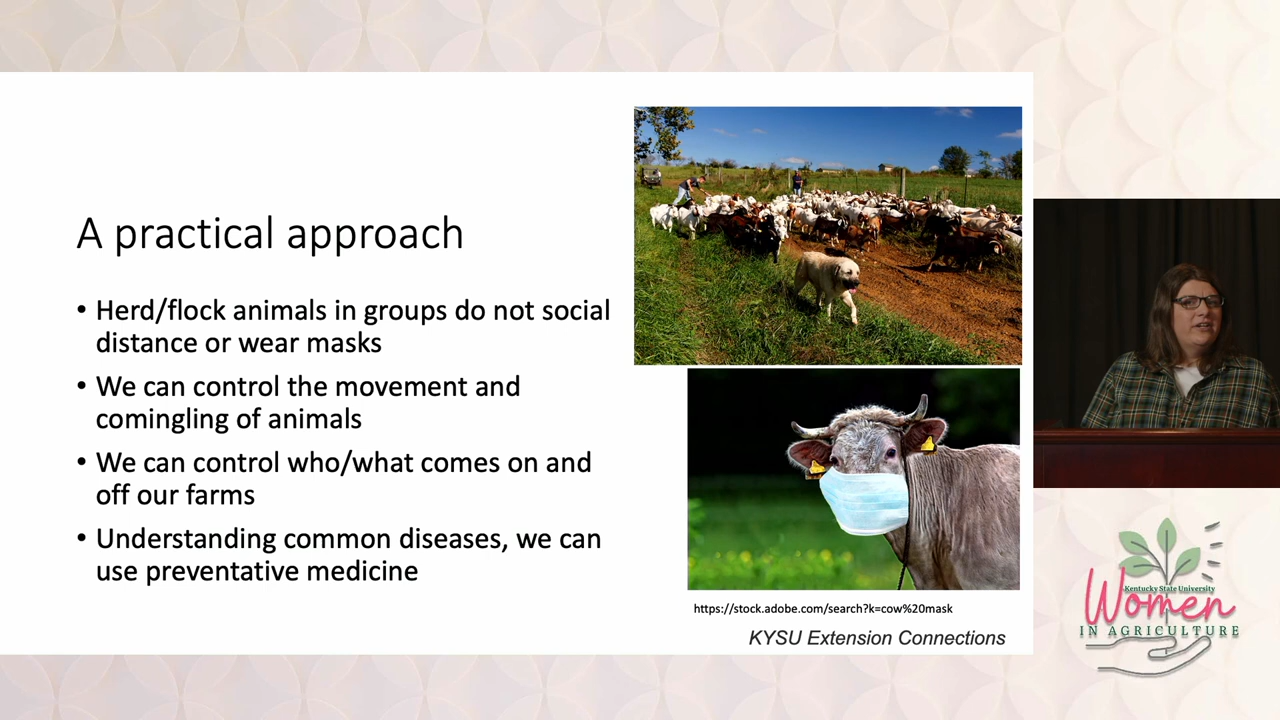 A practical approach
• Herd/flock animals in groups do not social
distance or wear masks
• We can control the movement and
comingling of animals
• We can control who/what comes on and
off our farms
• Understanding common diseases, we can
use preventative medicine
https://stock.adobe.com/search?k=cow%20mask
KYSU Extension Connections
Kentucky State University
Women
IN AGRICULTURE